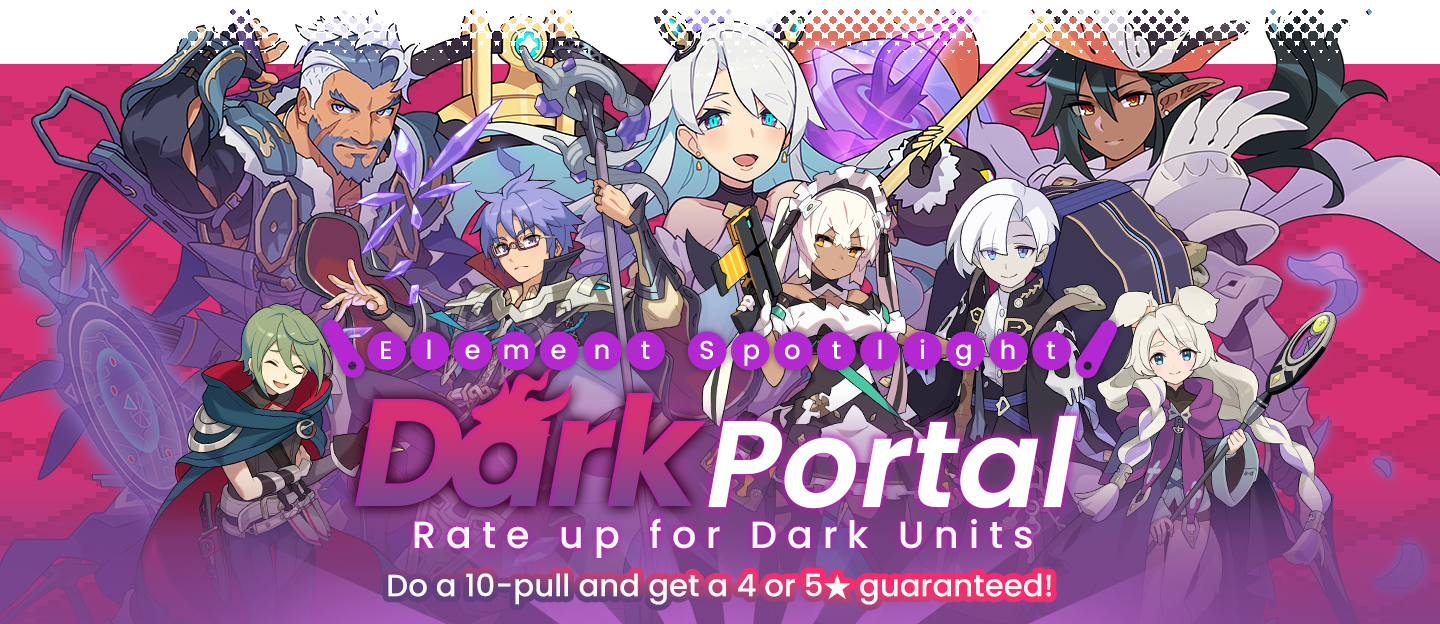 Element Spotlight
Dark Portal
Rate up for Dark Units
Do a 10-pull and get a 4 or 5★ guaranteed!